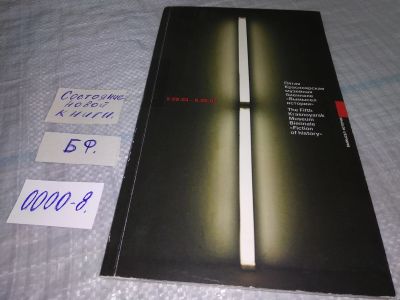 Состояние
новой
книги.
БФ.
0000-8.
Пятая
Красноярская
музейная
биеннале
«Вымысел
истории»
The Fifth
Krasnoyarsk
Museum
Biennale
«Fiction
of history»